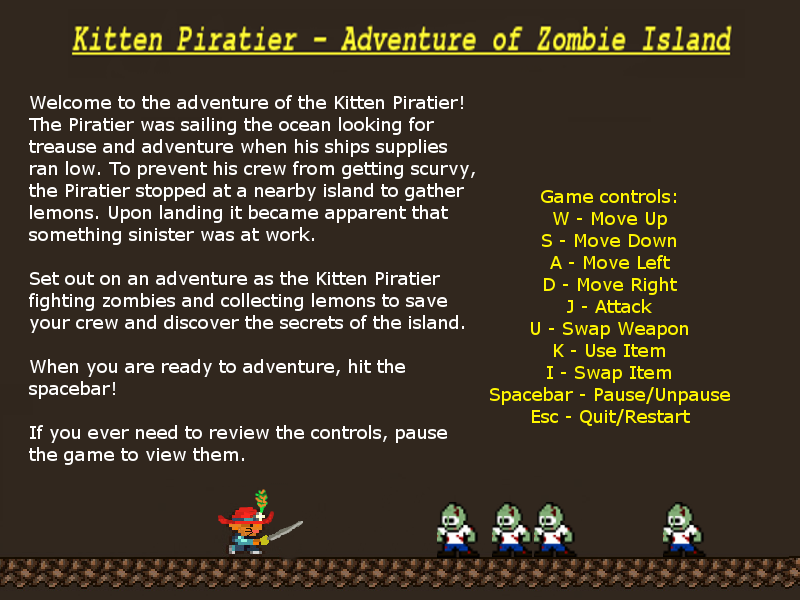 Kitten Piratier - Adventure of Zombie Island
Welcome to the adventure of the Kitten Piratier!
The Piratier was sailing the ocean looking for
treause and adventure when his ships supplies
ran low. To prevent his crew from getting scurvy,
the Piratier stopped at a nearby island to gather
lemons. Upon landing it became apparent that
something sinister was at work.
Set out on an adventure as the Kitten Piratier
fighting zombies and collecting lemons to save
your crew and discover the secrets of the island.
When you are ready to adventure, hit the
spacebar!
If you ever need to review the controls, pause
the game to view them.
Game controls:
W - Move Up
S - Move Down
A - Move Left
D - Move Right
J - Attack
U - Swap Weapon
K - Use Item
I - Swap Item
Spacebar - Pause/Unpause
Esc - Quit/Restart